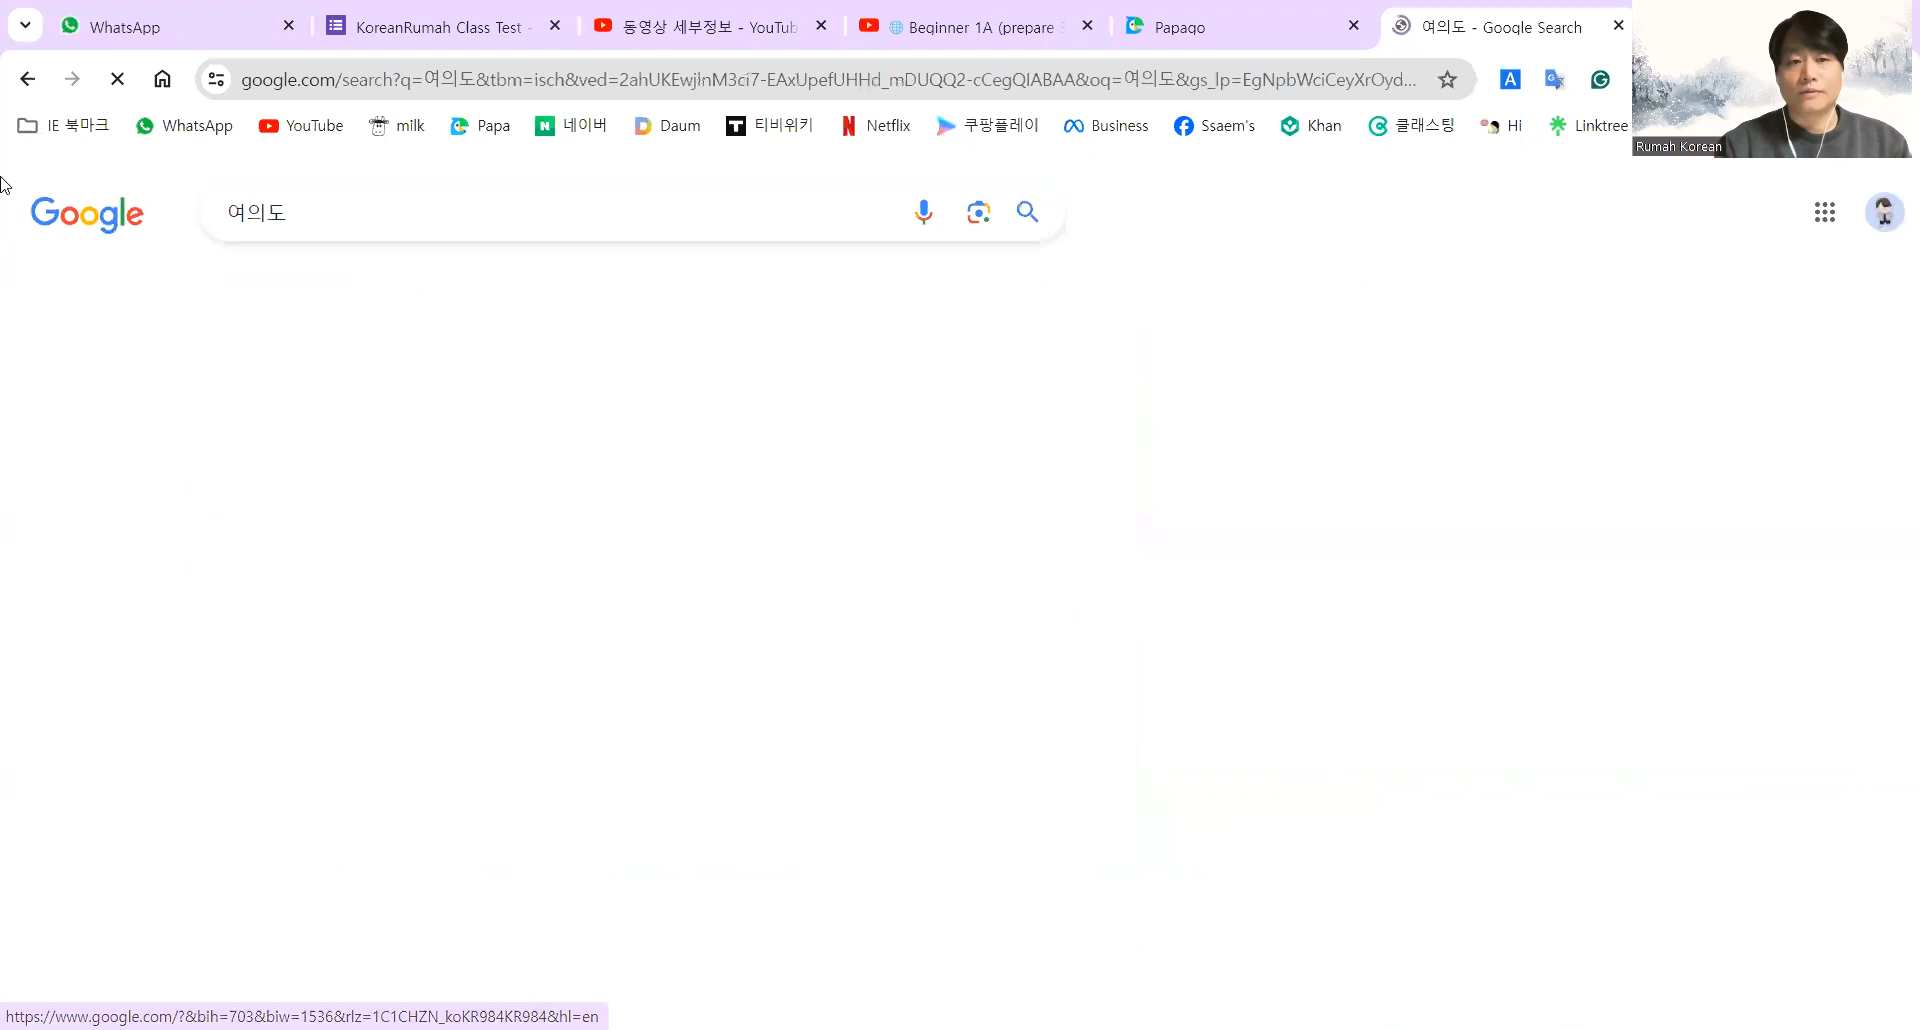 WhatsApp
KoreanRumah Class Test -
동영상 세부정보 - YouTub
Beginner 1A (prepare 3
Papago
여의도 - Google Search
google.com/search?q=여의도&tbm=isch&ved=2ahUKEwjlnM3ci7-EAxUpefUHHd_mDUQQ2-cCegQIABAA&oq=여의도&gs_lp=EgNpbWciCeyXrOyd...
IE 북마크
WhatsApp
YouTube
milk
Papa
네이버
Daum
티비위키
Netflix
쿠팡플레이
Business
Ssaem's
Khan
클래스팅
Hi
Linktree
Rumah Korean
Google
여의도
https://www.google.com/?&bih=703&biw=1536&rlz=1C1CHZN_koKR984KR984&hl=en